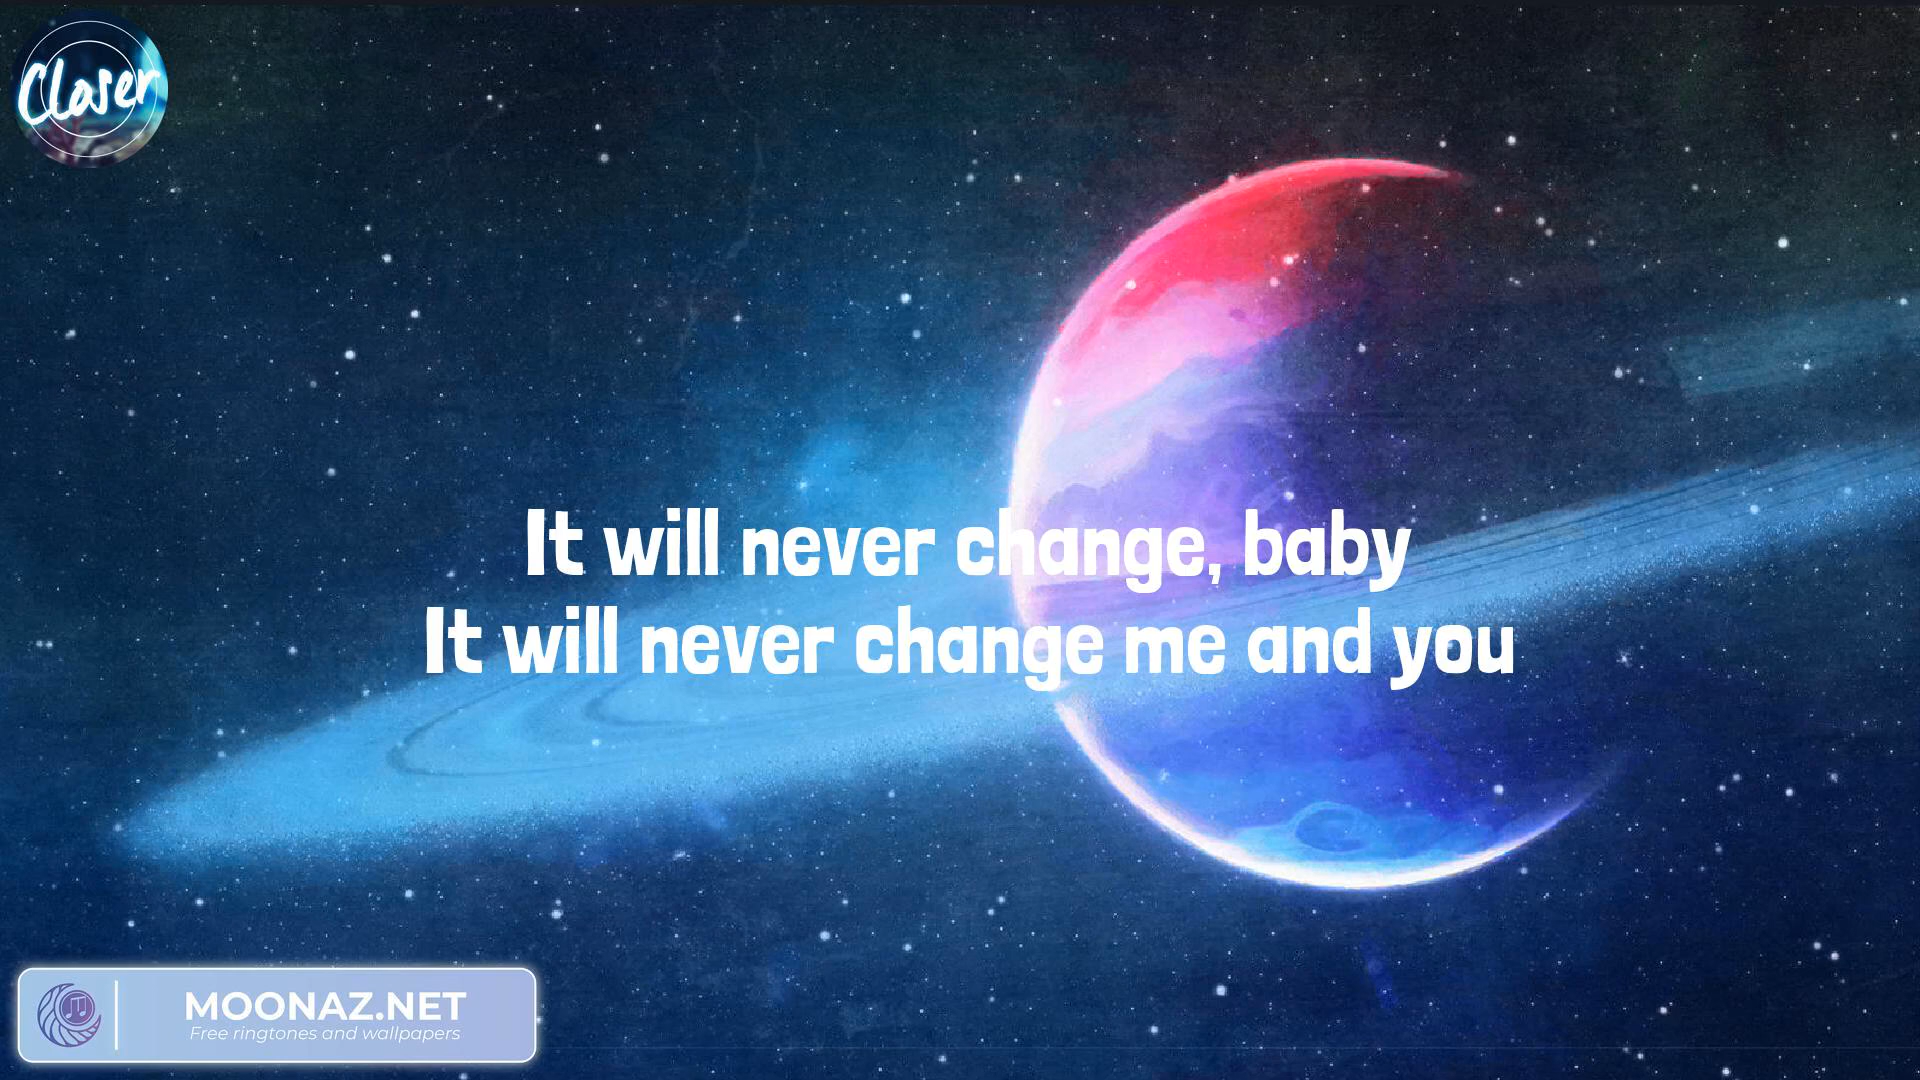 Closer
It will never change, baby
It will never change me and you
MOONAZ.NET
Free ringtones and wallpapers